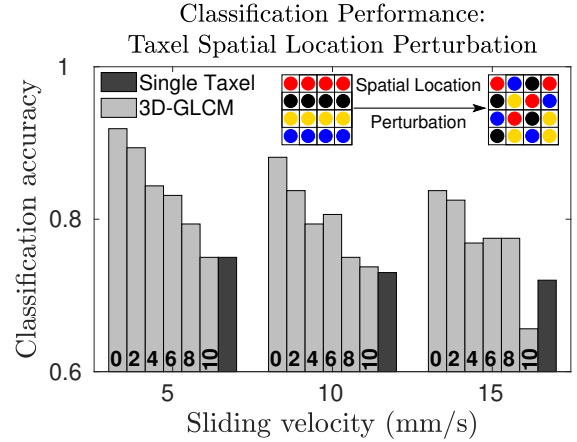 Classification Performance:
Taxel Spatial Location Perturbation
Classification accuracy
1
0.8
0.6
Single Taxel
3D-GLCM
Spatial Location
Perturbation
0 2 4 6 8 10
0 2 4 6 8 10
0 2 4 6 8 10
5 10 15
Sliding velocity (mm/s)